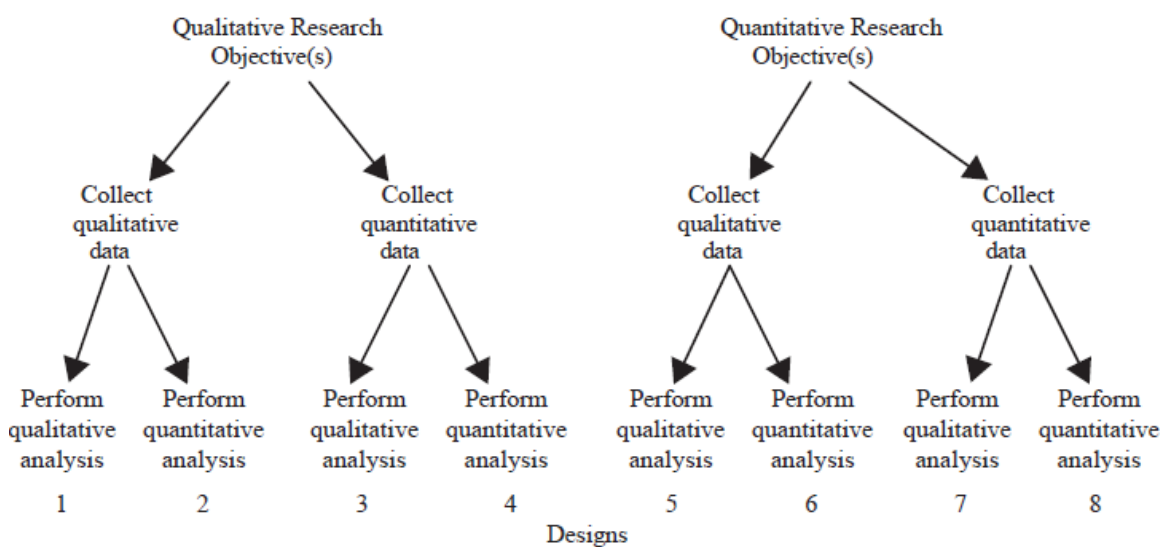 Qualitative Research
Objective(s)
Quantitative Research
Objective(s)
Collect
qualitative
data
Collect
quantitative
data
Collect
qualitative
data
Collect
quantitative
data
Perform
qualitative
analysis
1
Perform
quantitative
analysis
2
Perform
qualitative
analysis
3
Perform
quantitative
analysis
4
Perform
qualitative
analysis
5
Perform
quantitative
analysis
6
Perform
qualitative
analysis
7
Perform
quantitative
analysis
8
Designs